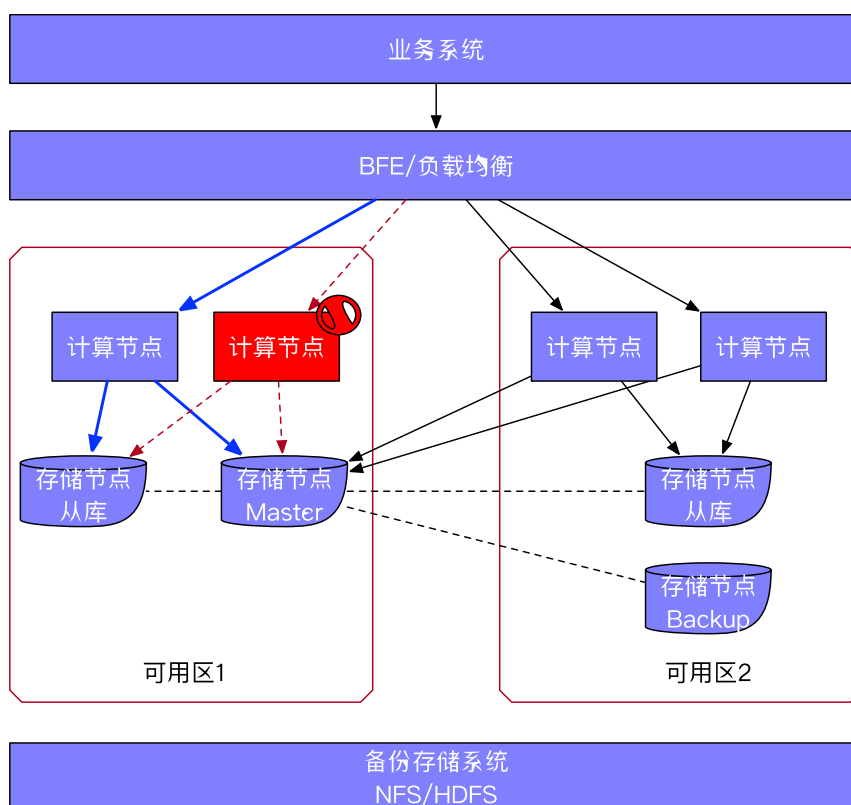 业务系统
BFE/负载均衡
计算节点
计算节点
计算节点
计算节点
存储节点
从库
存储节点
Master
存储节点
从库
存储节点
Backup
可用区1
可用区2
备份存储系统
NFS/HDFS